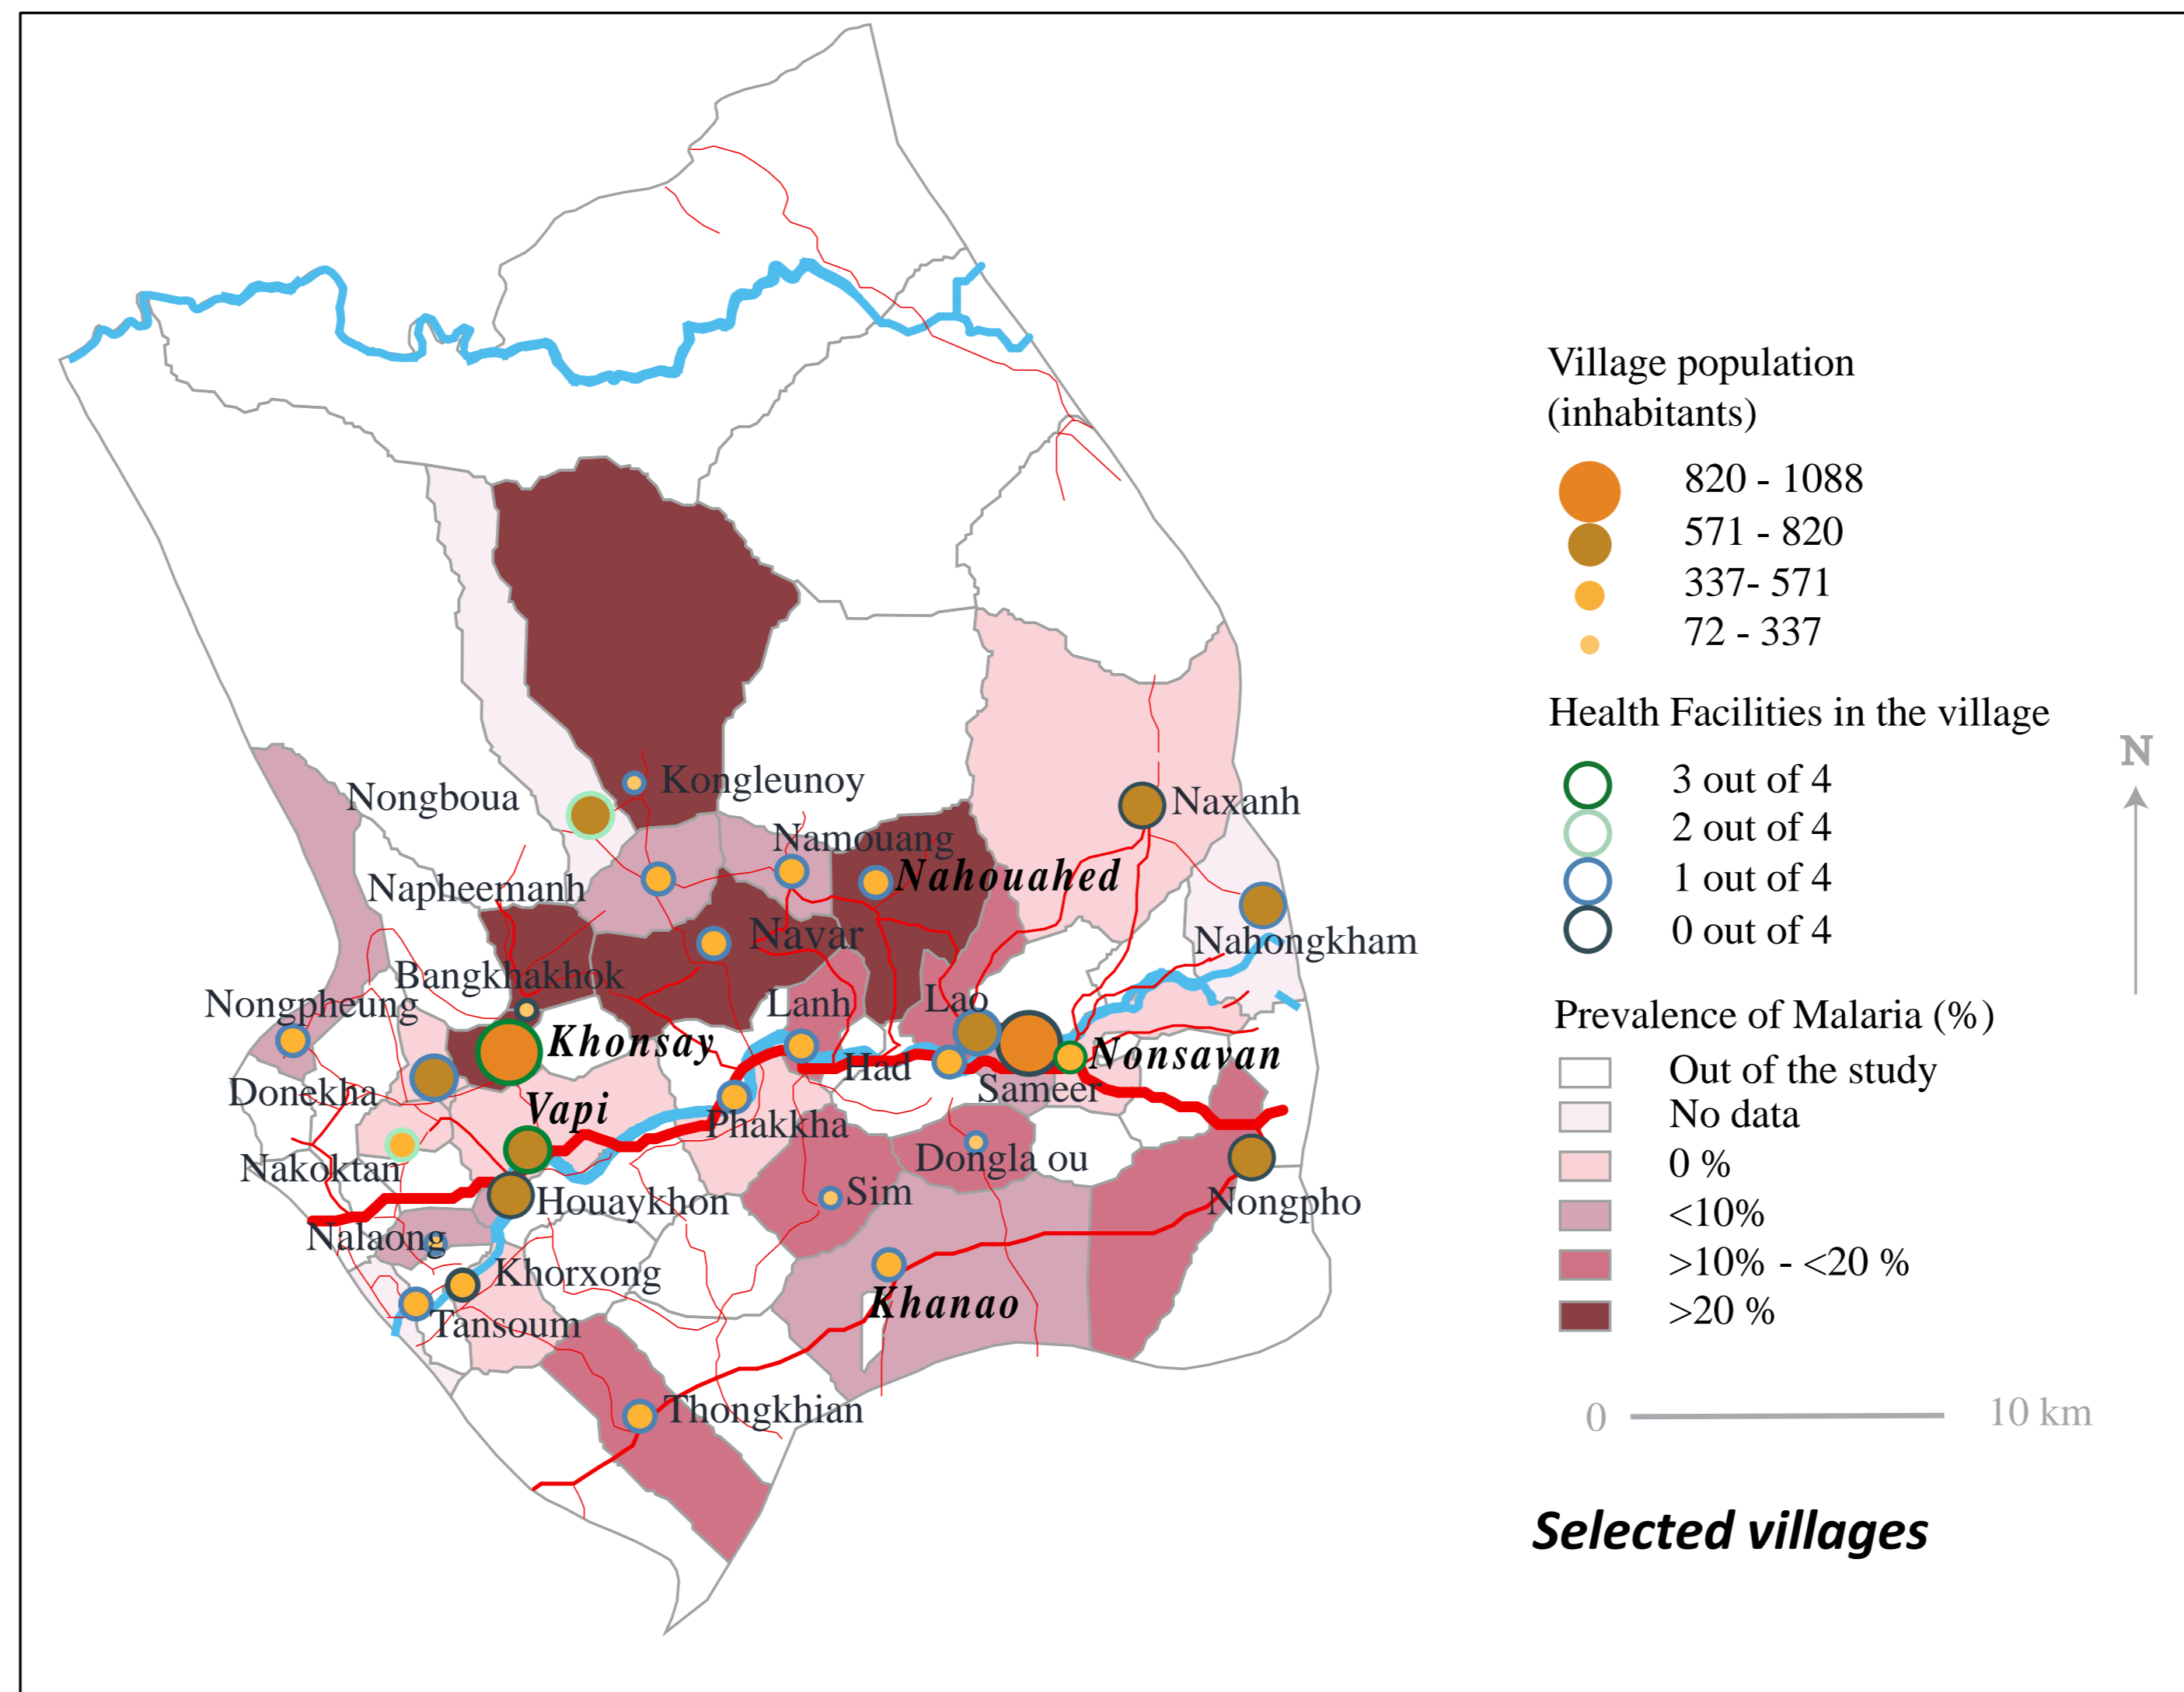 Kongleunoy
Nongboua
Naxanh
Namouang
Nahouahed
Napheemanh
Navar
Nahongkham
Bangkhakhok
Nongpheung
Lanh
Lao
Khonsay
Nonsavan
Had
Donekha
Sameer
Vapi
Phakkha
Nakoktan
Dongla ou
Sim
Houaykhon
Nongpho
Nalaong
Khorxong
Khanao
Tansoum
Thongkhian
Village population
(inhabitants)
820 - 1088
571 - 820
337- 571
72 - 337
Health Facilities in the village
3 out of 4
2 out of 4
1 out of 4
0 out of 4
N
Prevalence of Malaria (%)
Out of the study
No data
0 %
<10%
>10% - <20 %
>20 %
0 10 km
Selected villages